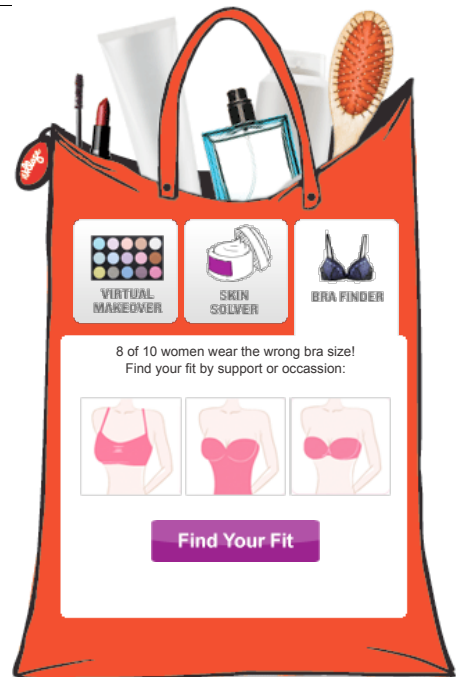 iVillage
VIRTUAL
MAKEOVER
SKIN
SOLVER
BRA FINDER
8 of 10 women wear the wrong bra size!
Find your fit by support or occassion:
Find Your Fit